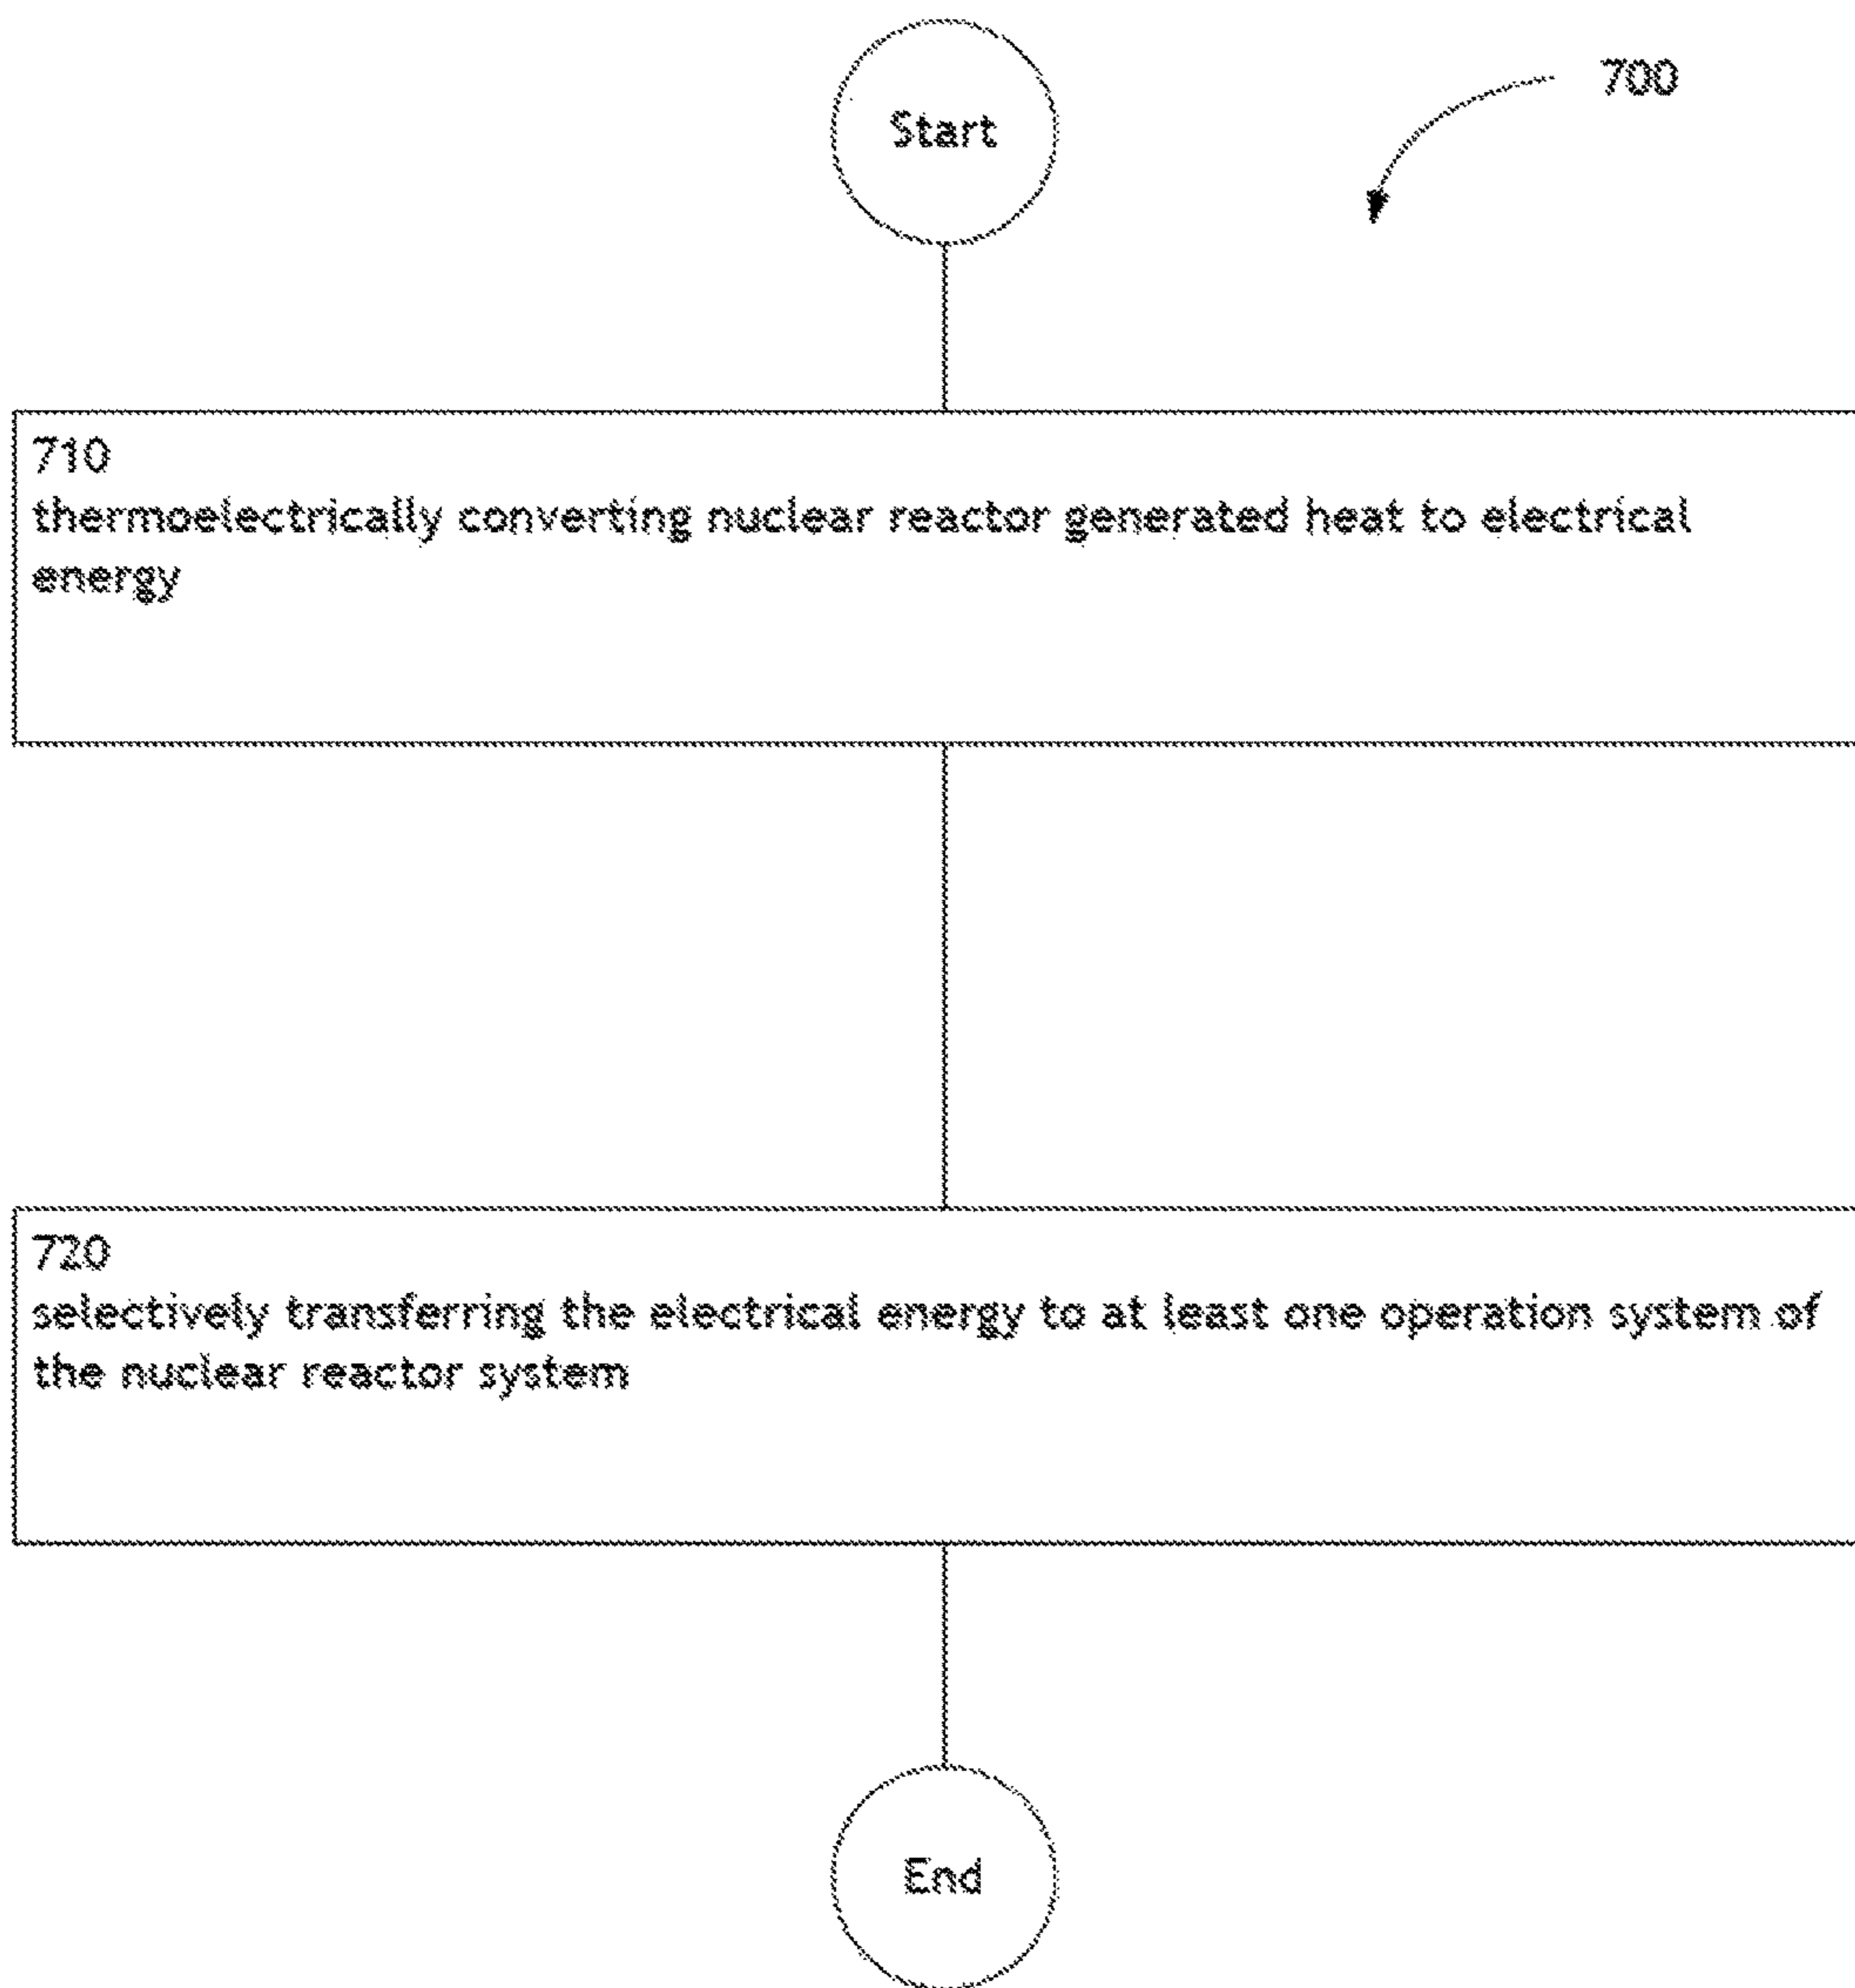 Start
700
710
thermoelectrically converting nuclear reactor generated heat to electrical
energy
720
selectively transferring the electrical energy to at least one operation system of
the nuclear reactor system
End